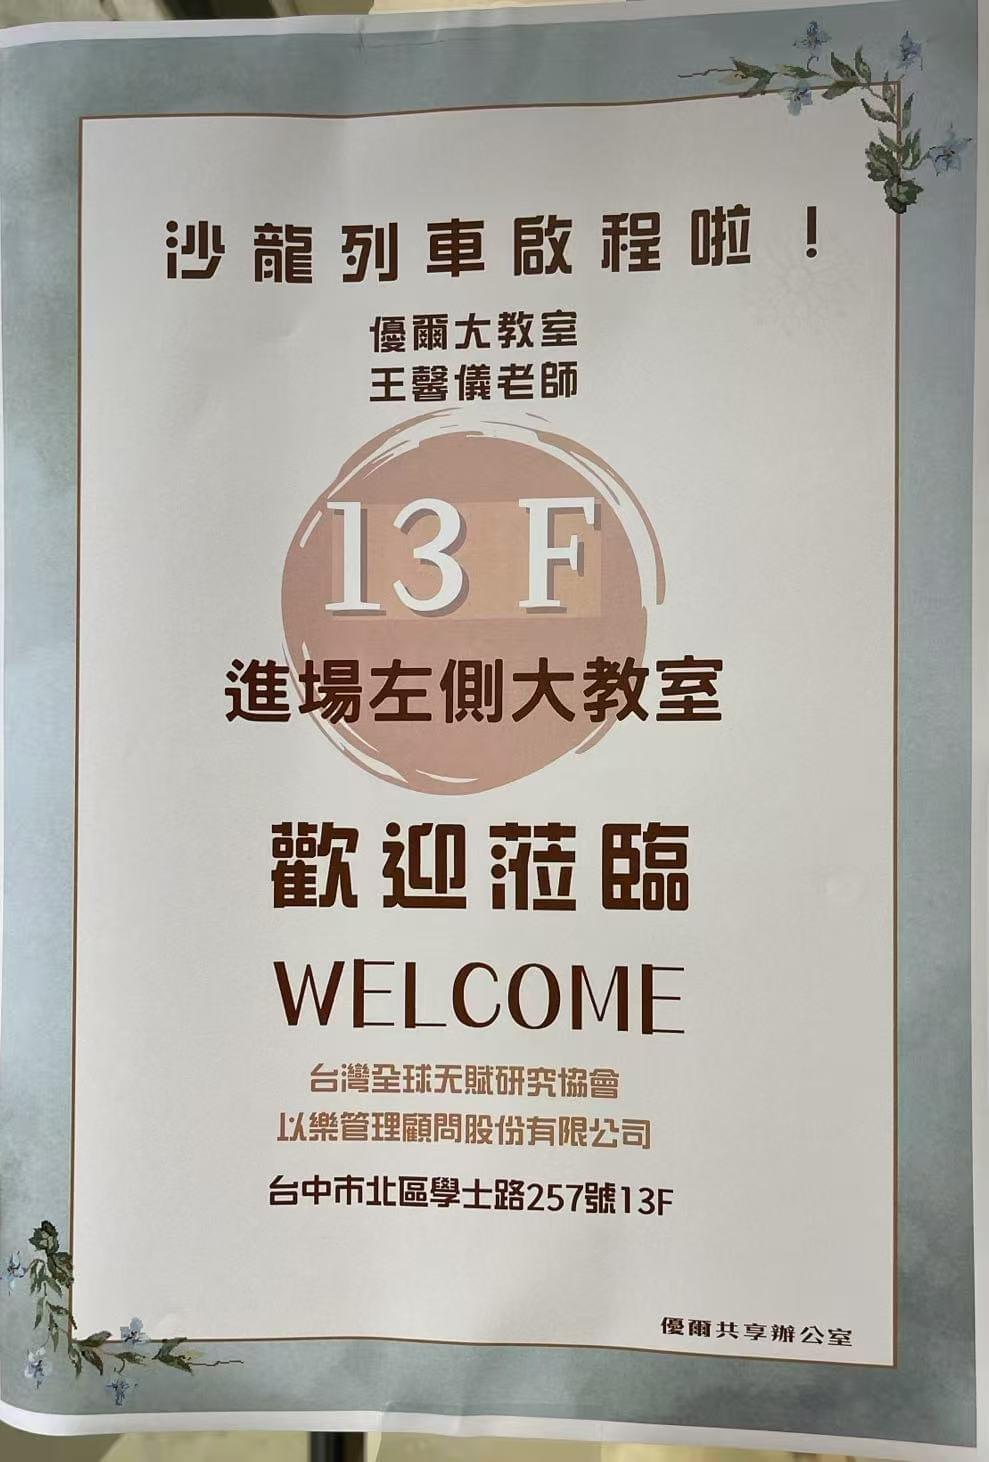 沙龍列車啟程啦！
優爾大教室
王馨儀老師
13 F
進場左側大教室
歡迎蒞臨
WELCOME
台灣全球天賦研究協會
以樂管理顧問股份有限公司
台中市北區學士路257號13F
優爾共享辦公室